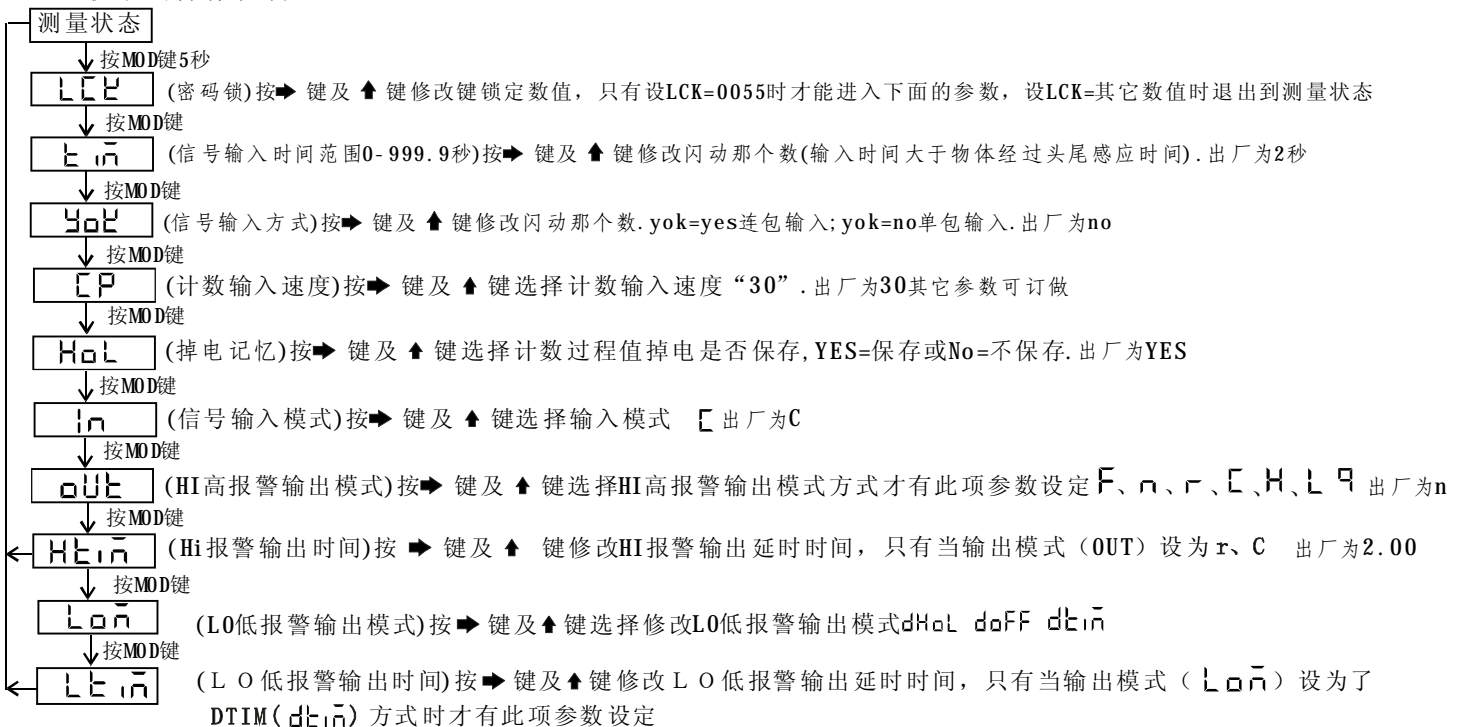 测量状态
按MOD键5秒
LCK (密码锁)按➡ 键及 ⬆ 键修改键锁定数值，只有设LCK=0055时才能进入下面的参数，设LCK=其它数值时退出到测量状态
按MOD键
tim (信号输入时间范围0-999.9秒)按➡ 键及 ⬆ 键修改闪动那个数(输入时间大于物体经过头尾感应时间).出厂为2秒
按MOD键
yok (信号输入方式)按➡ 键及 ⬆ 键修改闪动那个数.yok=yes连包输入;yok=no单包输入.出厂为no
按MOD键
CP (计数输入速度)按➡ 键及 ⬆ 键选择计数输入速度“30”.出厂为30其它参数可订做
按MOD键
HoL (掉电记忆)按➡ 键及 ⬆ 键选择计数过程值掉电是否保存,YES=保存或No=不保存.出厂为YES
按MOD键
In (信号输入模式)按➡ 键及 ⬆ 键选择输入模式 C 出厂为C
按MOD键
oUt (HI高报警输出模式)按➡ 键及 ⬆ 键选择HI高报警输出模式方式才有此项参数设定F、n、r、C、H、L q 出厂为n
按MOD键
Htim (Hi报警输出时间)按 ➡ 键及 ⬆ 键修改HI报警输出延时时间，只有当输出模式（OUT）设为r、C 出厂为2.00
按MOD键
Lom (LO低报警输出模式)按➡ 键及⬆键选择修改LO低报警输出模式dHoL doFF dtim
按MOD键
Ltim (ＬＯ低报警输出时间)按➡键及⬆键修改ＬＯ低报警输出延时时间，只有当输出模式（Lom）设为了
DTIM(dtim)方式时才有此项参数设定